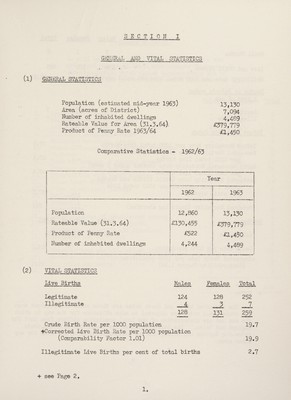 SECTION I
GENERAL AND VITAL STATISTICS
(1) GENERAL STATISTICS
Population (estimated mid-year 1963) 13,130
Area (acres of District) 7,094
Number of inhabited dwellings 4,489
Rateable Value for Area (31.3.64) £379,779
Product of Penny Rate 1963/64 £1,450
Comparative Statistics - 1962/63
Year
1962 1963
Population 12,860 13,130
Rateable Value (31.3.64) £130,455 £379,779
Product of Penny Rate £522 £1,450
Number of inhabited dwellings 4,244 4,489
(2) VITAL STATISTICS
Live Births Males Females Total
Legitimate 124 128 252
Illegitimate 4 3 7
128 131 259
Crude Birth Rate per 1000 population 19.7
+Corrected Live Birth Rate per 1000 population
(Comparability Factor 1.01) 19.9
Illegitimate Live Births per cent of total births 2.7
+ see Page 2.
1.